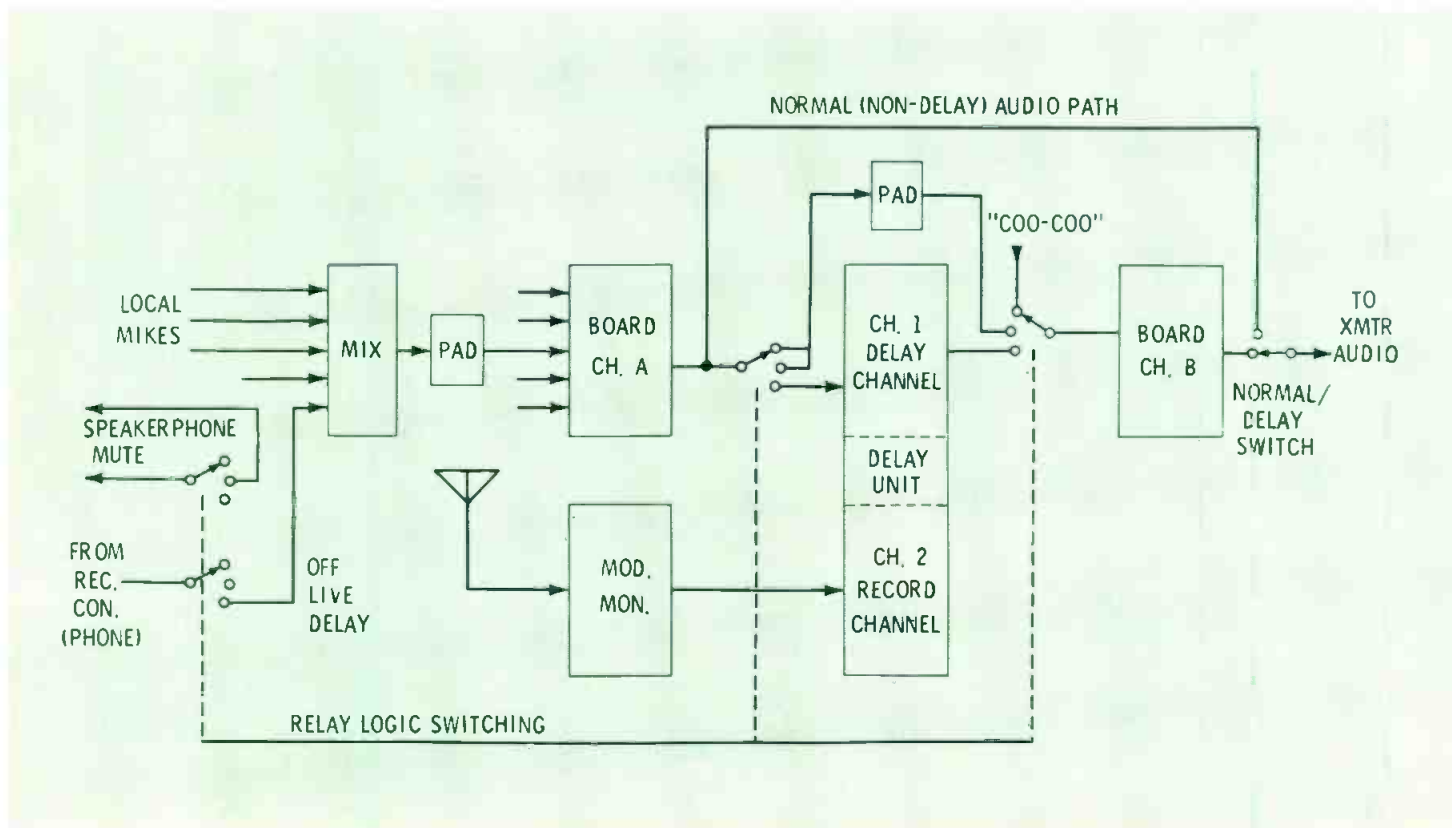 NORMAL (NON-DELAY) AUDIO PATH
PAD
"COO-COO"
LOCAL
MIKES
MIX
PAD
BOARD
CH. A
CH. 1
DELAY
CHANNEL
BOARD
CH. B
TO
XMTR
AUDIO
NORMAL/
DELAY
SWITCH
SPEAKERPHONE
MUTE
DELAY
UNIT
FROM
REC.
CON.
(PHONE)
OFF
LIVE
DELAY
MOD.
MON.
CH. 2
RECORD
CHANNEL
RELAY LOGIC SWITCHING